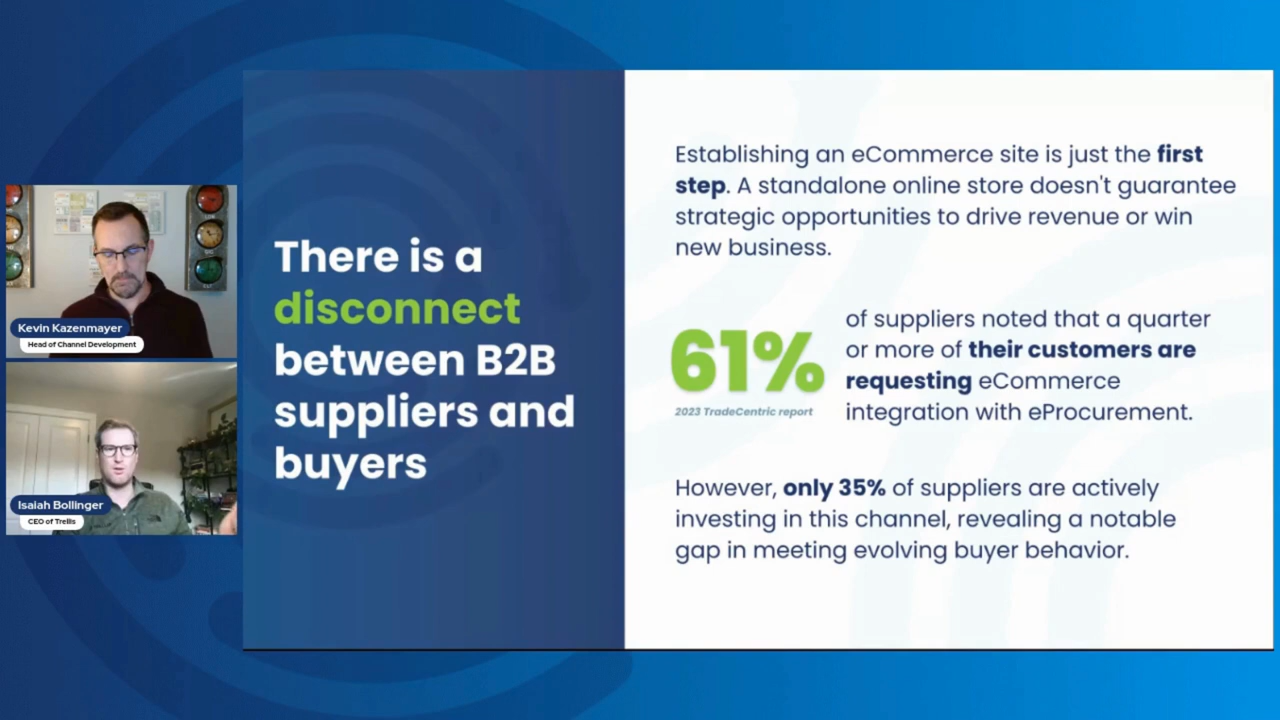 Kevin Kazenmayer
Head of Channel Development
Isaiah Bollinger
CEO of Trellis
There is a
disconnect
between B2B
suppliers and
buyers
Establishing an eCommerce site is just the first
step. A standalone online store doesn't guarantee
strategic opportunities to drive revenue or win
new business.
61%
2023 TradeCentric report
of suppliers noted that a quarter
or more of their customers are
requesting eCommerce
integration with eProcurement.
However, only 35% of suppliers are actively
investing in this channel, revealing a notable
gap in meeting evolving buyer behavior.